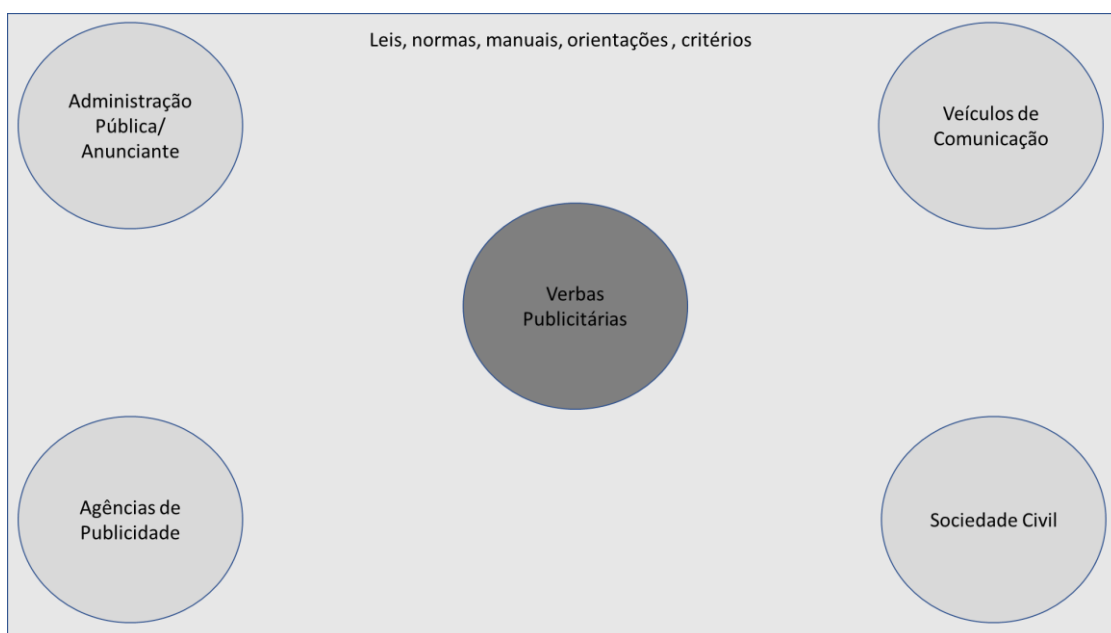 Leis, normas, manuais, orientações , critérios
Administração
Pública/
Anunciante
Veículos de
Comunicação
Verbas
Publicitárias
Agências de
Publicidade
Sociedade Civil